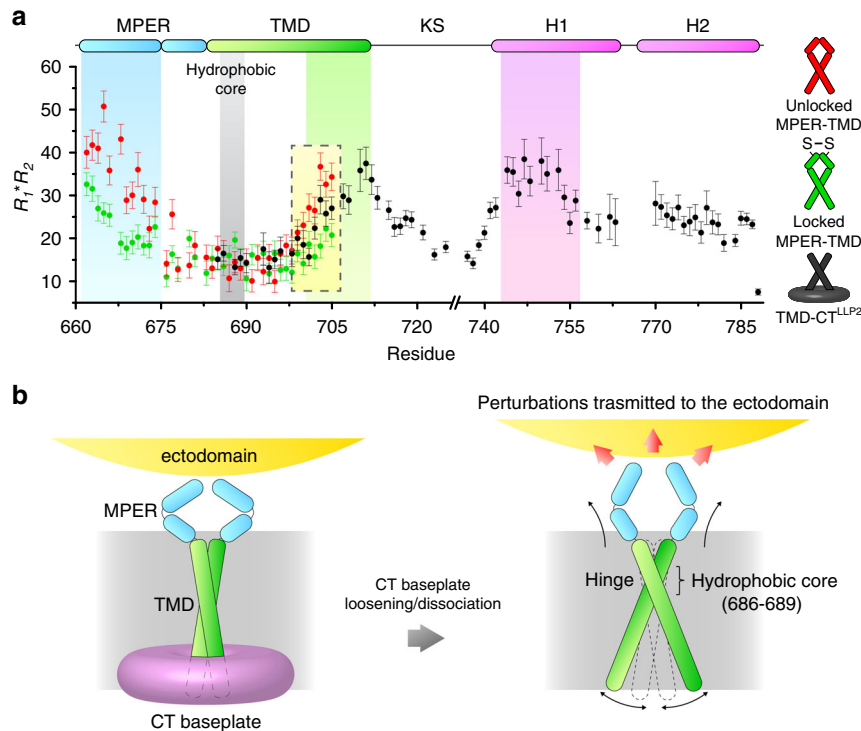 a
MPER
TMD
KS
H1
H2
Hydrophobic
core
60
50
40
30
20
10
R1*R2
660
675
690
705
720
740
755
770
785
Residue
Unlocked
MPER-TMD
S–S
Locked
MPER-TMD
TMD-CT^LLP2
b
ectodomain
MPER
TMD
CT baseplate
CT baseplate
loosening/dissociation
Perturbations trasmitted to the ectodomain
Hinge
Hydrophobic core
(686-689)